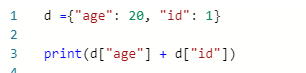 1 d ={"age": 20, "id": 1}
2
3 print(d["age"] + d["id"])
4